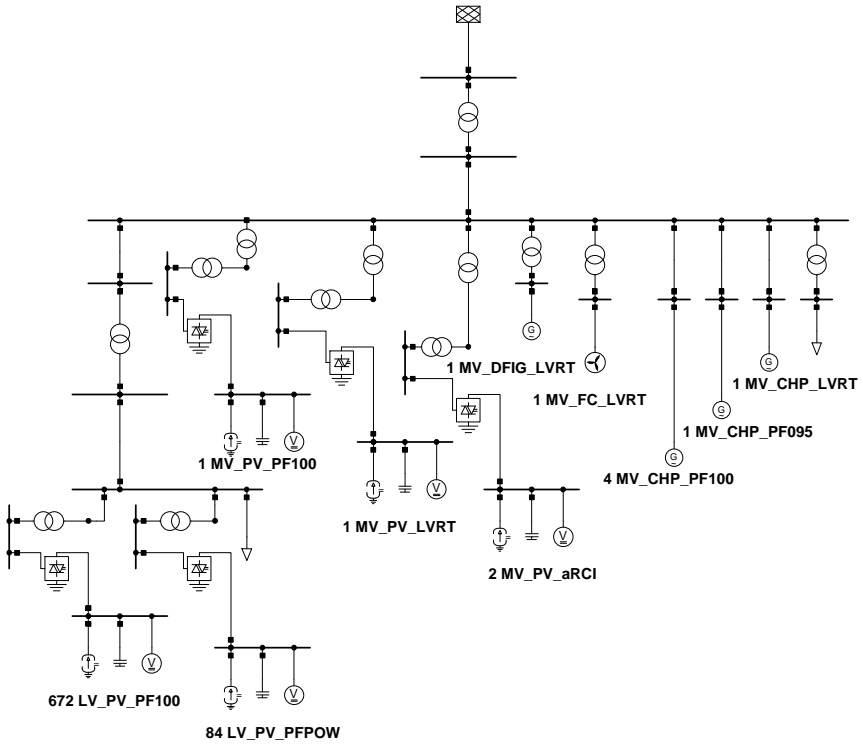 1 MV_DFIG_LVRT
G
1 MV_FC_LVRT
G
1 MV_CHP_LVRT
G
1 MV_CHP_PF095
V
1 MV_PV_PF100
G
4 MV_CHP_PF100
V
1 MV_PV_LVRT
V
2 MV_PV_aRCI
V
672 LV_PV_PF100
V
84 LV_PV_PFPOW